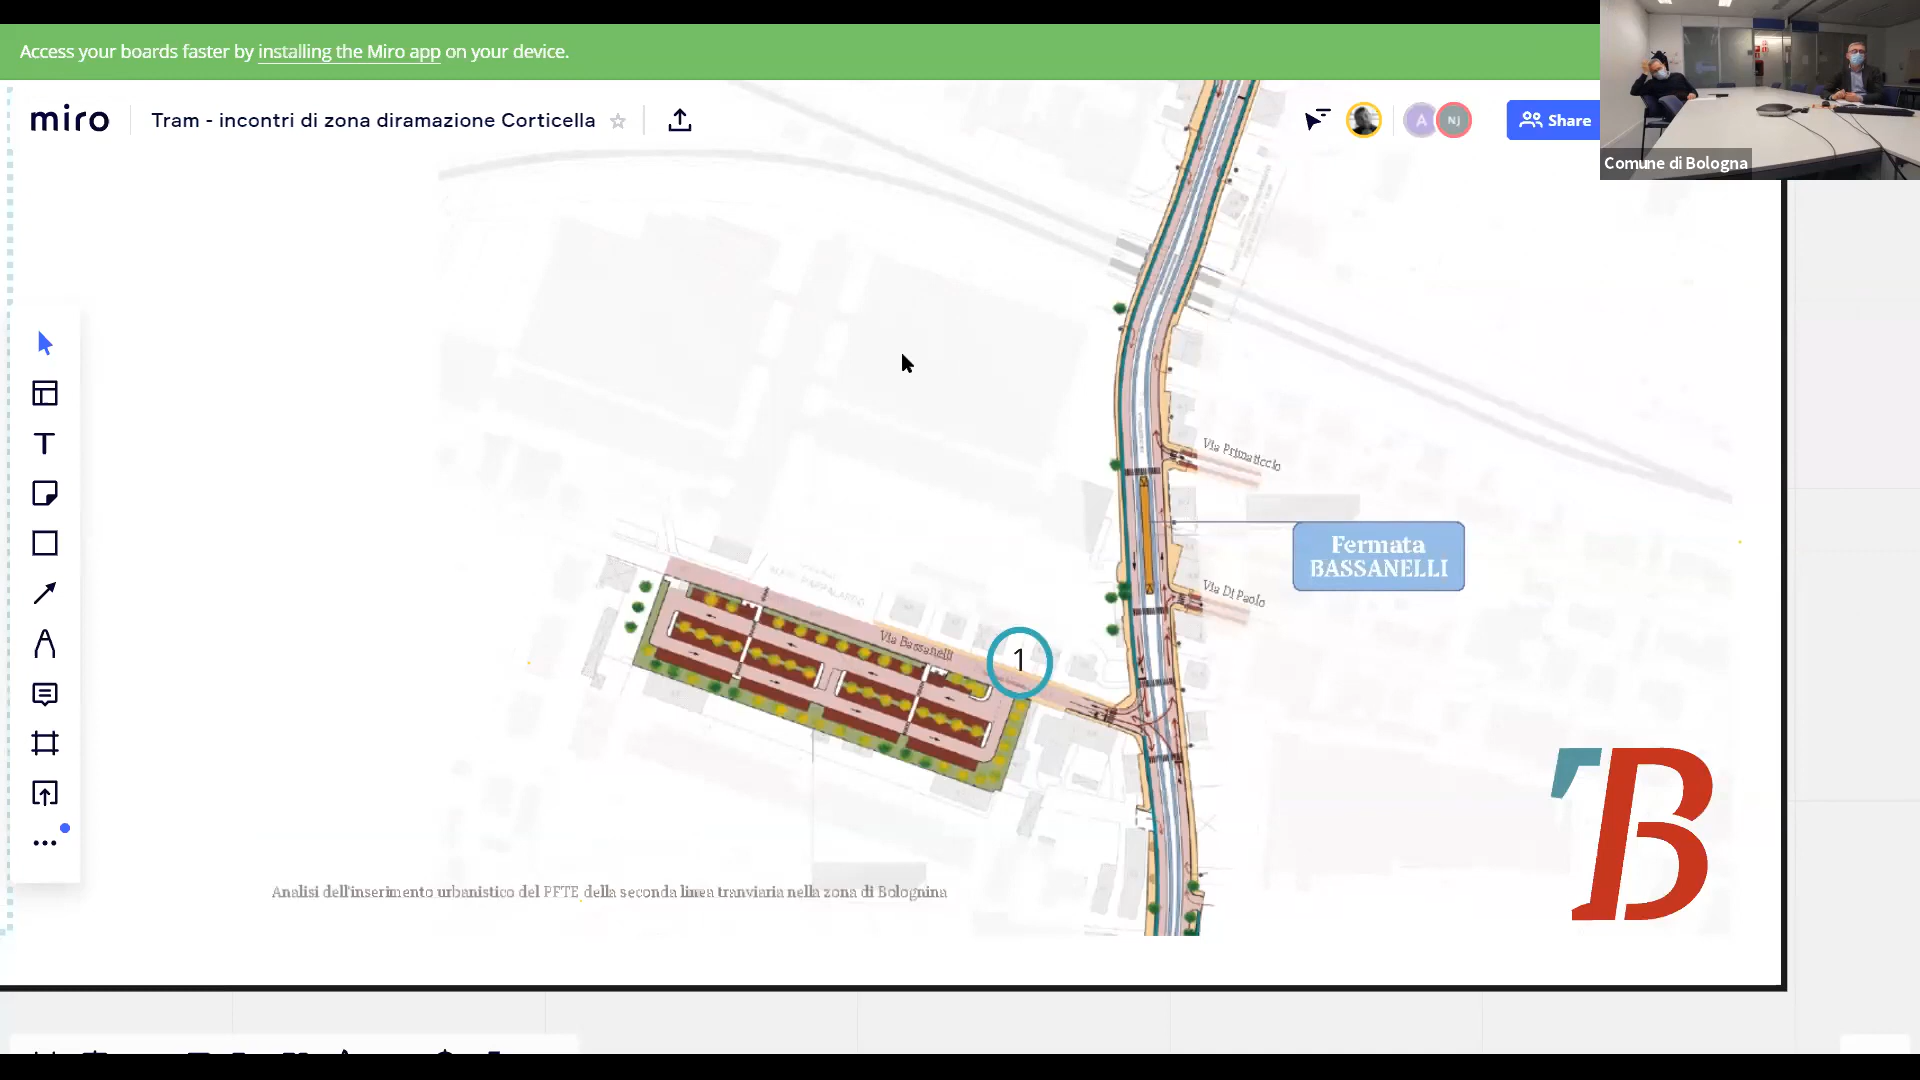 Access your boards faster by installing the Miro app on your device.
miro
Tram - incontri di zona diramazione Corticella
A
NJ
Share
Comune di Bologna
Via Primaticcio
Fermata
BASSANELLI
Via Di Paolo
Via Bassanelli
1
B
Analisi dell'inserimento urbanistico del PFTE della seconda linea tranviaria nella zona di Bolognina